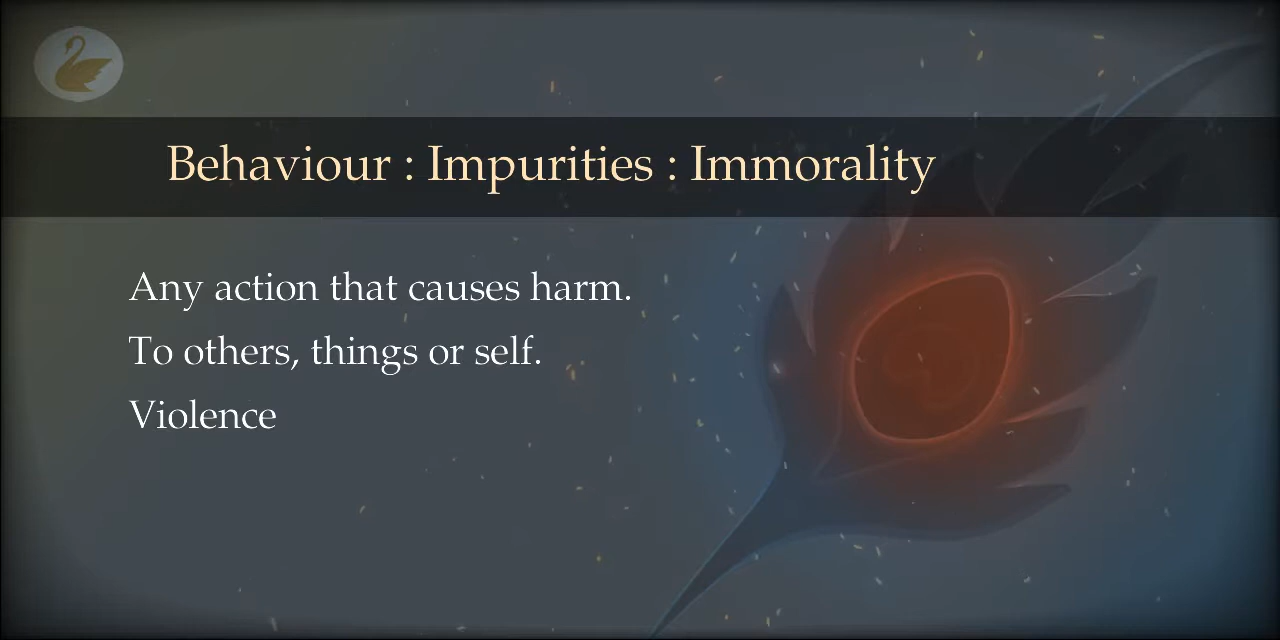 Behaviour : Impurities : Immorality
Any action that causes harm.
To others, things or self.
Violence